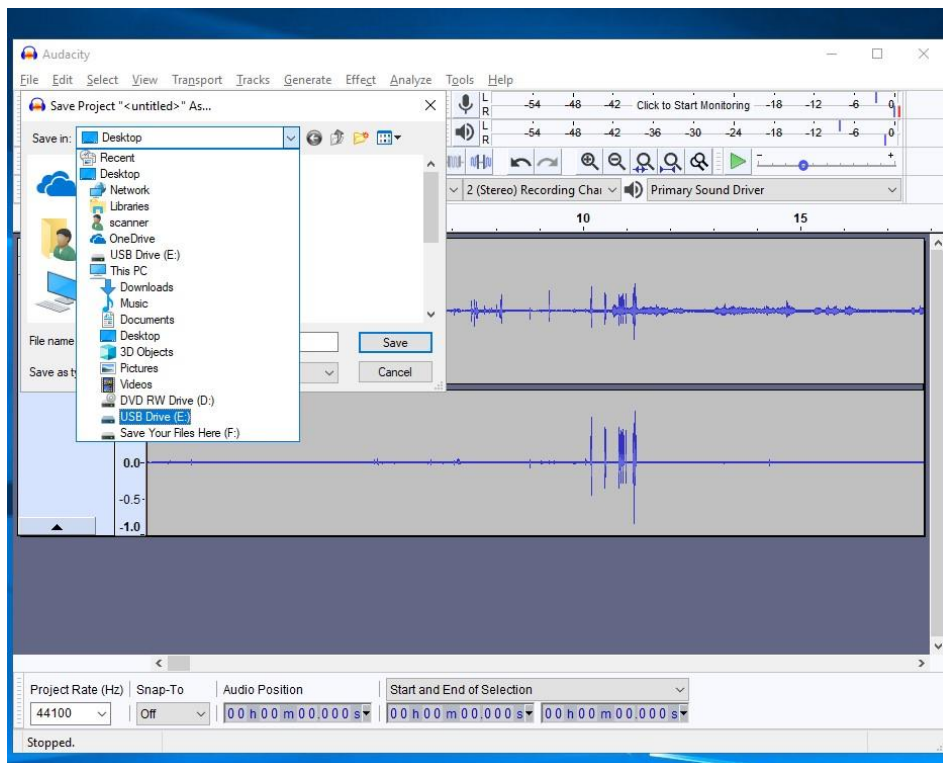 Audacity
File Edit Select View Transport Tracks Generate Effect Analyze Tools Help
Save Project "<untitled>" As...
L
R
-54 -48 -42 Click to Start Monitoring -18 -12 -6 0
Save in: Desktop
L
R
-54 -48 -42 -36 -30 -24 -18 -12 -6 0
Recent
Desktop
Network
Libraries
scanner
OneDrive
USB Drive (E:)
This PC
Downloads
Music
Documents
Desktop
3D Objects
Pictures
Videos
DVD RW Drive (D:)
USB Drive (E:)
Save Your Files Here (F:)
- +
2 (Stereo) Recording Chai Primary Sound Driver
10 15
File name
Save
Save as ty
Cancel
0.0
-0.5
-1.0
Project Rate (Hz) Snap-To Audio Position Start and End of Selection
44100 Off 00 h 00 m 00.000 s 00 h 00 m 00.000 s 00 h 00 m 00.000 s
Stopped.